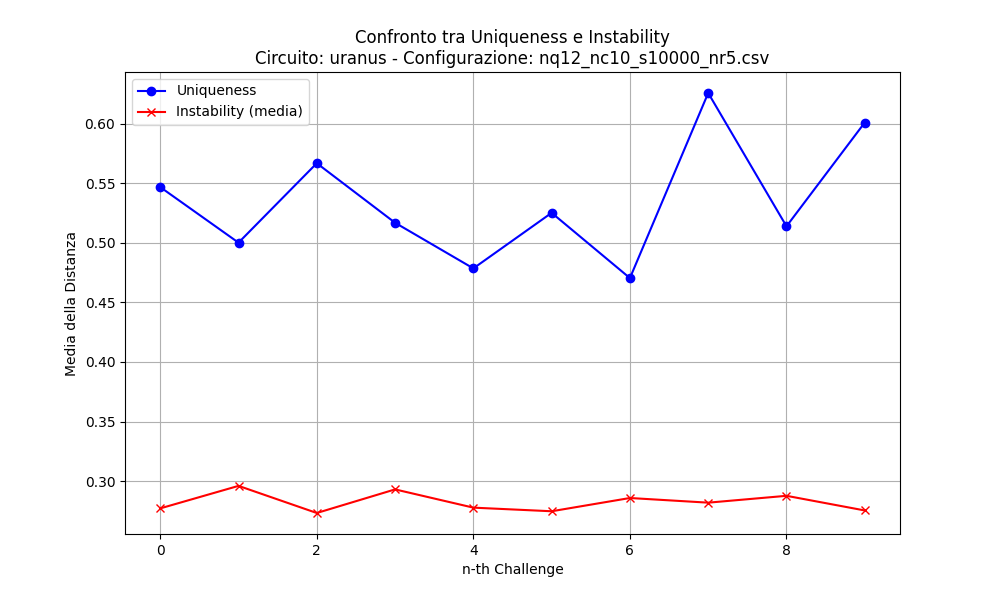 Confronto tra Uniqueness e Instability
Circuito: uranus - Configurazione: nq12_nc10_s10000_nr5.csv
Uniqueness
Instability (media)
Media della Distanza
0.60
0.55
0.50
0.45
0.40
0.35
0.30
0
2
4
6
8
n-th Challenge